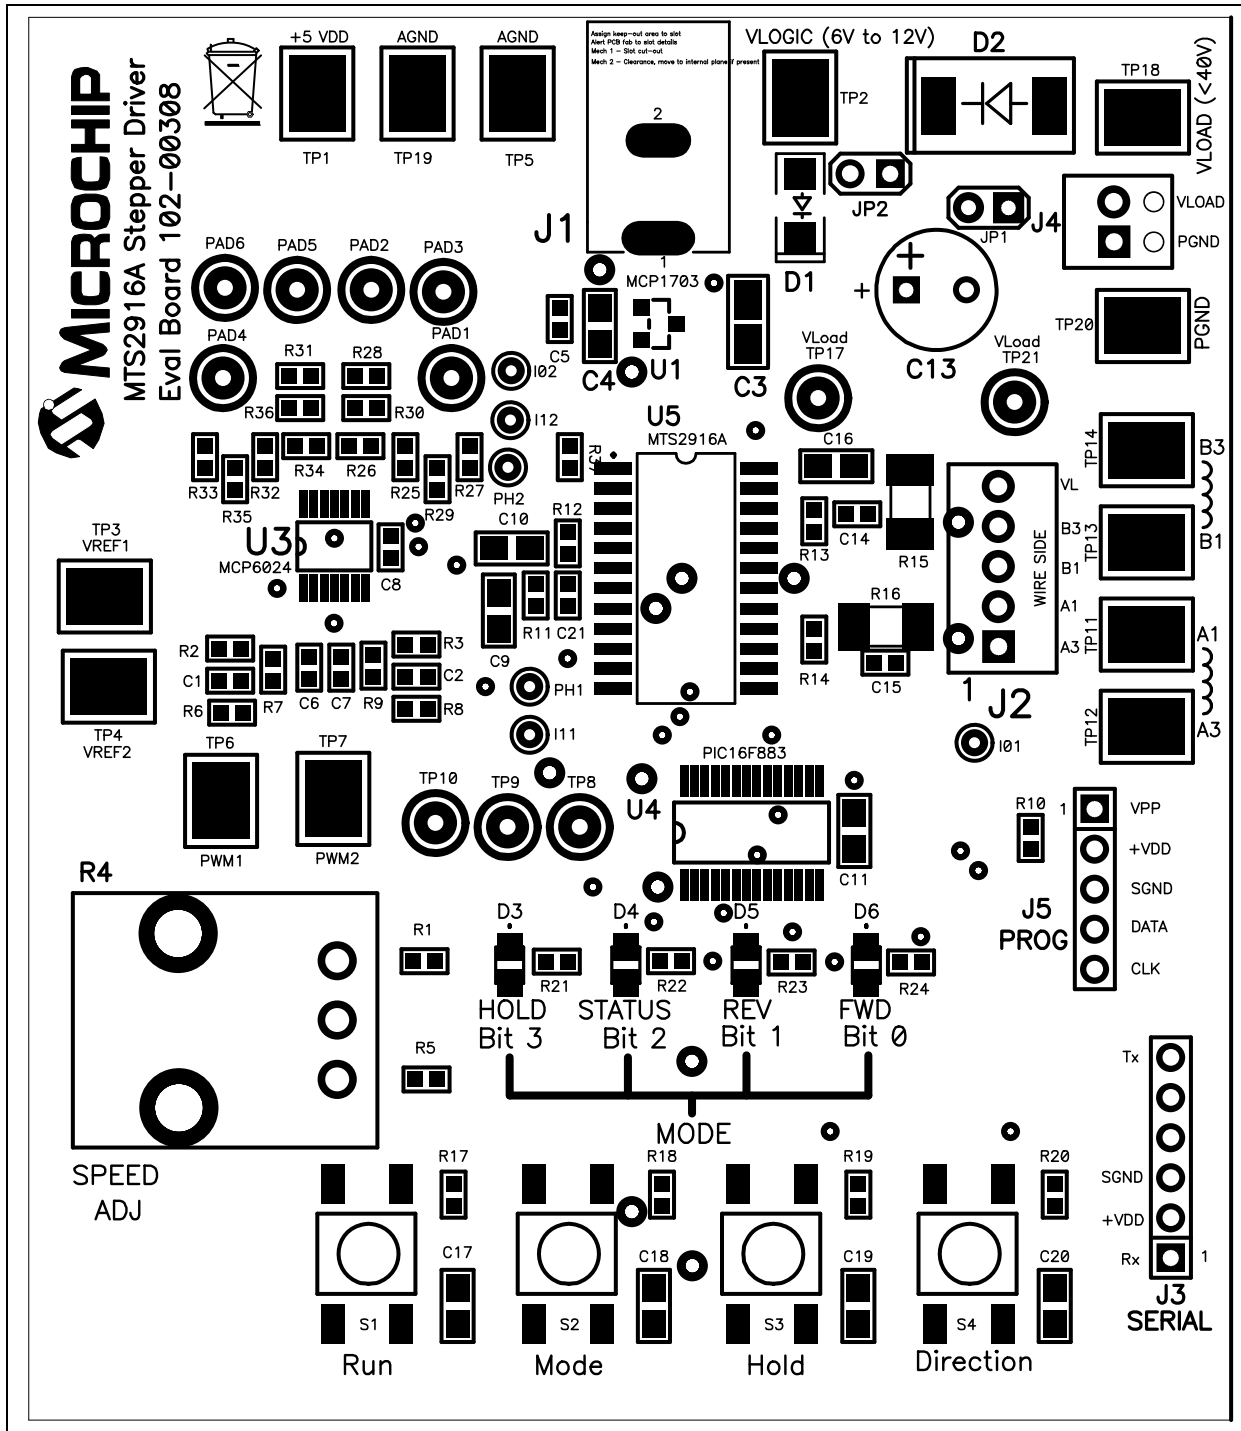 MICROCHIP
MTS2916A Stepper Driver
Eval Board 102-00308
+5 VDD
TP1
AGND
TP19
AGND
TP5
Assign keep-out area to slot
Alert PCB fab to slot details
Mech 1 - Slot cut-out
Mech 2 - Clearance, move to internal plane if present
2
1
J1
VLOGIC (6V to 12V)
TP2
D2
TP18
VLOAD (<40V)
JP2
JP1
J4
VLOAD
PGND
D1
+
+
C13
TP20
PGND
PAD6
PAD5
PAD2
PAD3
PAD4
PAD1
MCP1703
C5
C4
U1
C3
VLoad
TP17
VLoad
TP21
R31
R28
R36
R30
I02
I12
PH2
R33
R35
R32
R34
R26
R25
R29
R27
R37
U5
MTS2916A
C16
R13
C14
R15
R16
R14
C15
TP14
B3
TP13
B1
TP11
A1
TP12
A3
VL
B3
B1
A1
A3
WIRE SIDE
1
J2
I01
TP3
VREF1
U3
MCP6024
C8
C10
R12
C9
R11
C21
TP4
VREF2
R2
C1
R6
R7
C6
C7
R9
R3
C2
R8
PH1
I11
TP6
PWM1
TP7
PWM2
TP10
TP9
TP8
U4
PIC16F883
C11
R10
1
VPP
+VDD
SGND
DATA
CLK
J5
PROG
R4
SPEED
ADJ
R1
R5
D3
R21
D4
R22
D5
R23
D6
R24
HOLD
Bit 3
STATUS
Bit 2
REV
Bit 1
FWD
Bit 0
MODE
Tx
SGND
+VDD
Rx
1
J3
SERIAL
R17
R18
R19
R20
C17
C18
C19
C20
S1
S2
S3
S4
Run
Mode
Hold
Direction